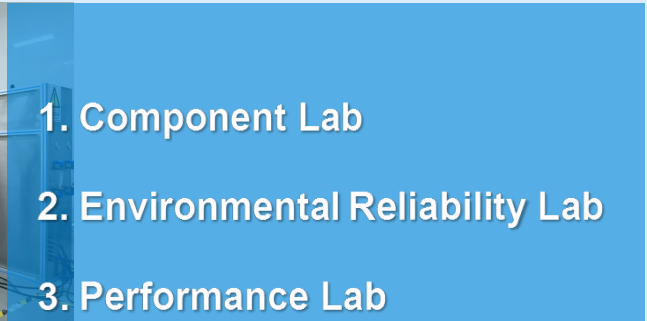 1. Component Lab
2. Environmental Reliability Lab
3. Performance Lab